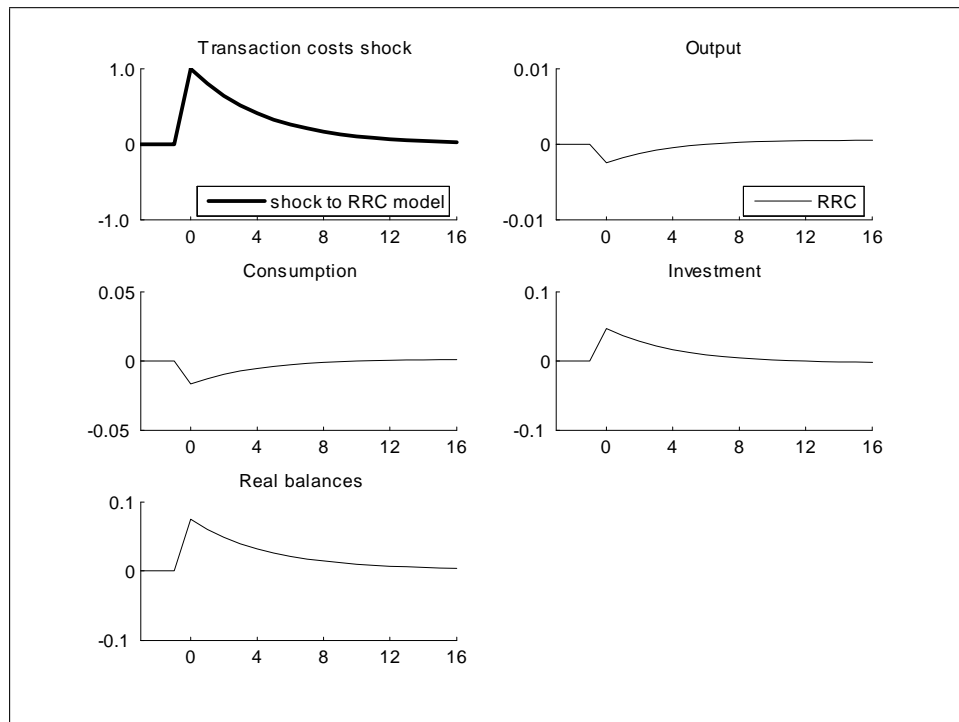 Transaction costs shock
1.0
0
-1.0
shock to RRC model
0 4 8 12 16
Output
0.01
0
-0.01
RRC
0 4 8 12 16
Consumption
0.05
0
-0.05
0 4 8 12 16
Investment
0.1
0
-0.1
0 4 8 12 16
Real balances
0.1
0
-0.1
0 4 8 12 16